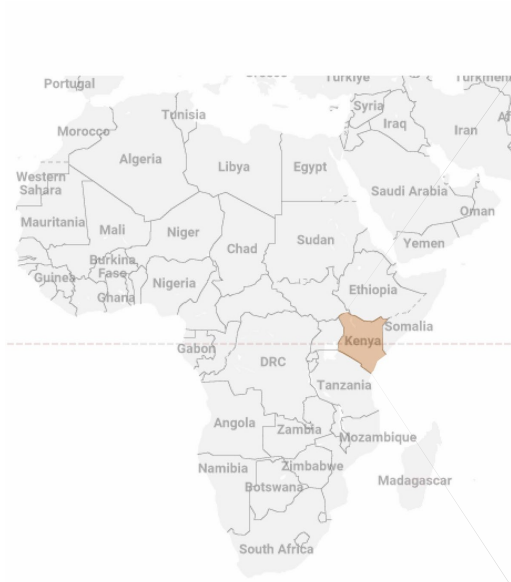 Türkiye
Portugal
Tunisia
Syria
Iraq
Iran
Morocco
Algeria
Libya
Egypt
Western
Sahara
Saudi Arabia
Oman
Mauritania
Mali
Niger
Chad
Sudan
Yemen
Burkina
Faso
Guinea
Ghana
Nigeria
Ethiopia
Somalia
Kenya
Gabon
DRC
Tanzania
Angola
Zambia
Mozambique
Namibia
Zimbabwe
Botswana
Madagascar
South Africa